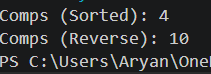 Comps (Sorted): 4
Comps (Reverse): 10
PS C:\Users\Aryan\One